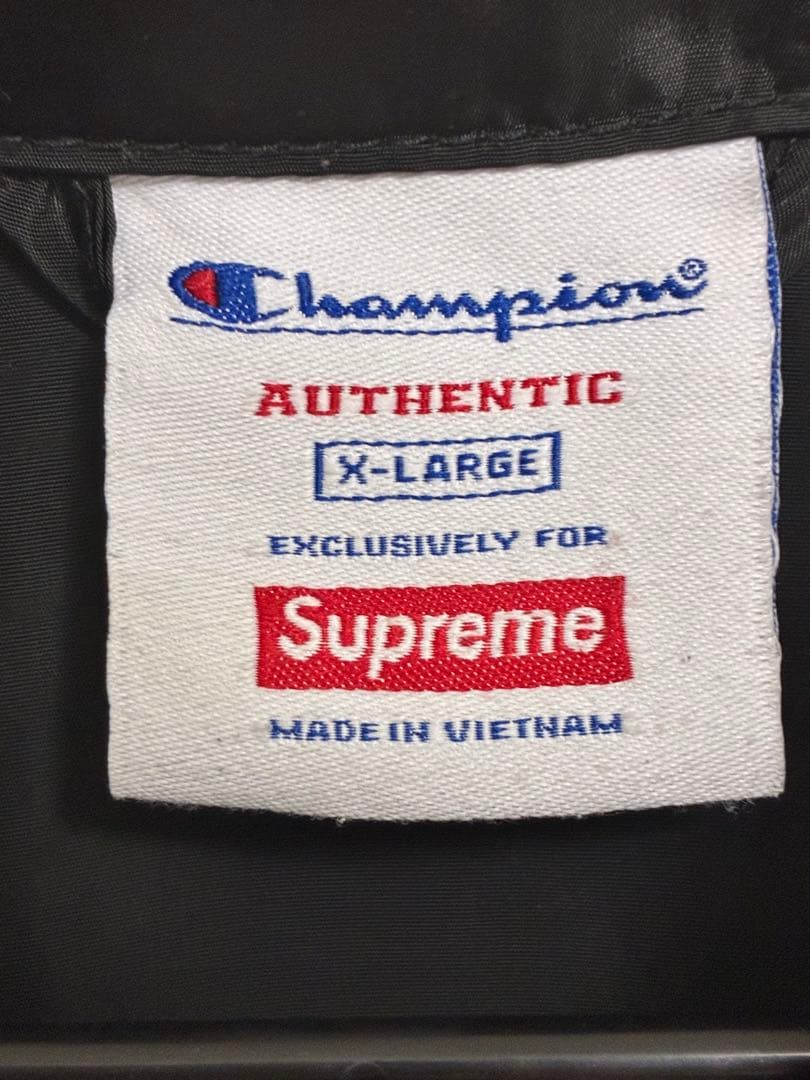 Champion®
AUTHENTIC
X-LARGE
EXCLUSIVELY FOR
Supreme
MADE IN VIETNAM